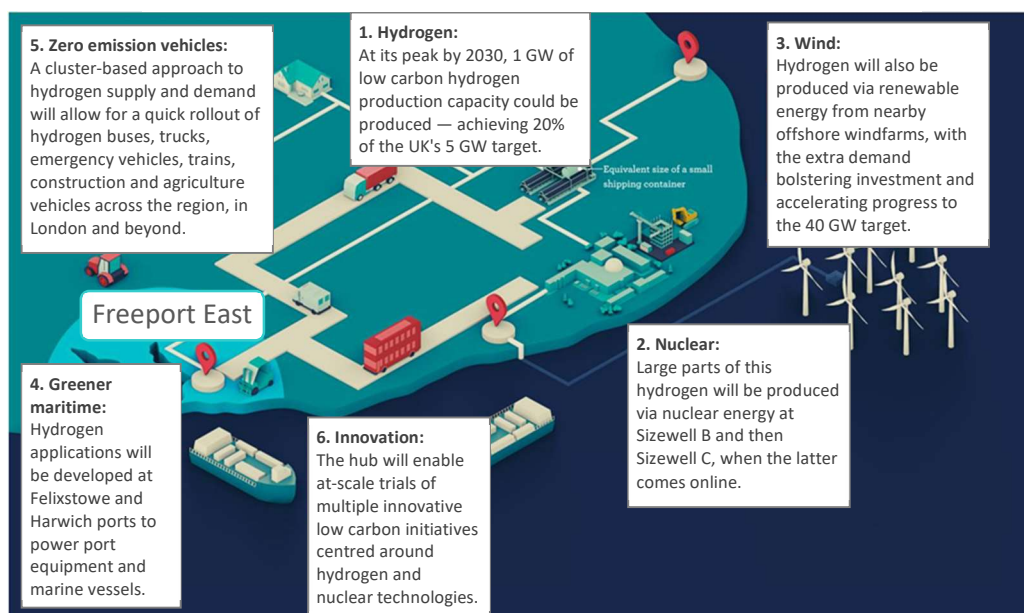 5. Zero emission vehicles:
A cluster-based approach to
hydrogen supply and demand
will allow for a quick rollout of
hydrogen buses, trucks,
emergency vehicles, trains,
construction and agriculture
vehicles across the region, in
London and beyond.
1. Hydrogen:
At its peak by 2030, 1 GW of
low carbon hydrogen
production capacity could be
produced — achieving 20%
of the UK's 5 GW target.
3. Wind:
Hydrogen will also be
produced via renewable
energy from nearby
offshore windfarms, with
the extra demand
bolstering investment and
accelerating progress to
the 40 GW target.
Equivalent size of a small
shipping container
Freeport East
2. Nuclear:
Large parts of this
hydrogen will be produced
via nuclear energy at
Sizewell B and then
Sizewell C, when the latter
comes online.
4. Greener
maritime:
Hydrogen
applications will
be developed at
Felixstowe and
Harwich ports to
power port
equipment and
marine vessels.
6. Innovation:
The hub will enable
at-scale trials of
multiple innovative
low carbon initiatives
centred around
hydrogen and
nuclear technologies.